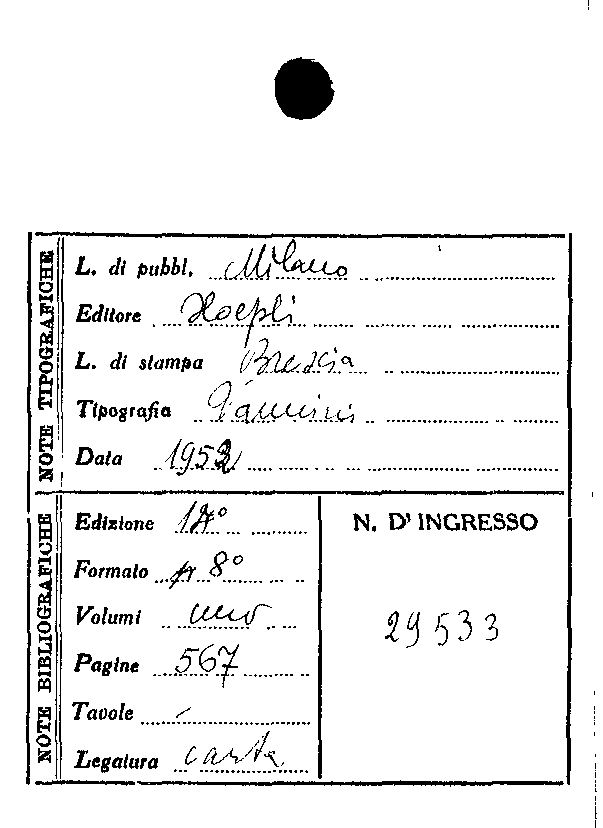 NOTE TIPOGRAFICHE
L. di pubbl. Milano
Editore Hoepli
L. di stampa Brescia
Tipografia
Data 1952
NOTE BIBLIOGRAFICHE
Edizione
Formato 8°
Volumi uno
Pagine 567
Tavole -
Legatura carta
N. D'INGRESSO
29533